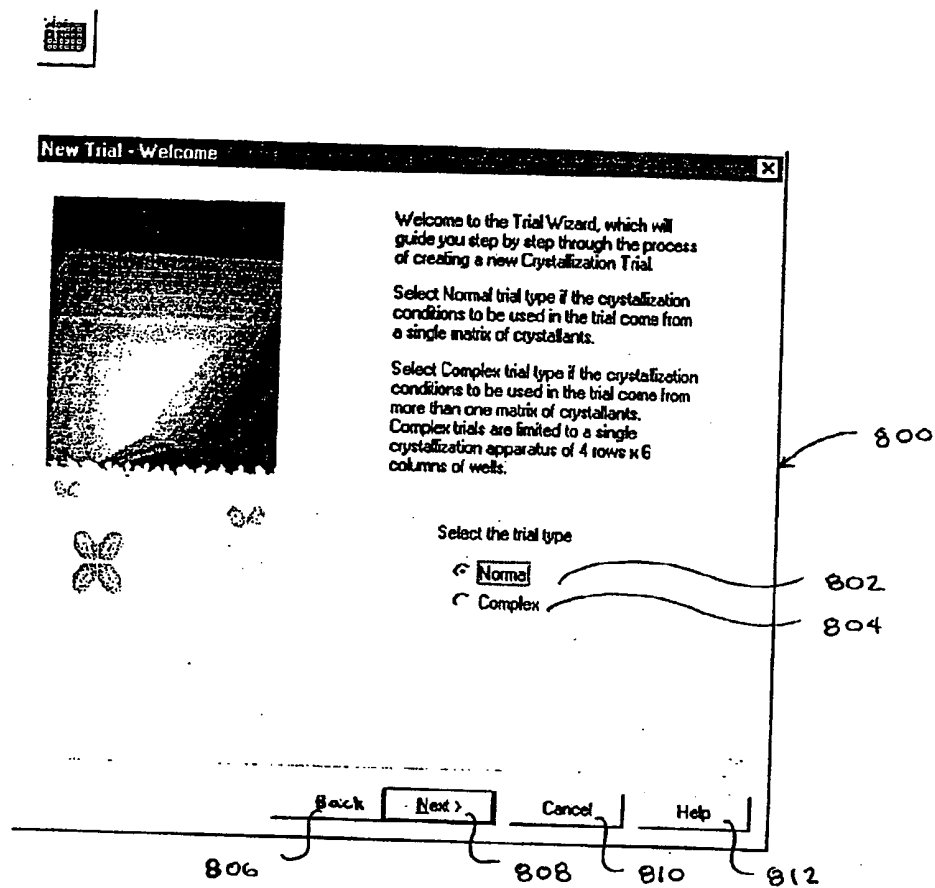 New Trial - Welcome
Welcome to the Trial Wizard, which will
guide you step by step through the process
of creating a new Crystallization Trial
Select Normal trial type if the crystallization
conditions to be used in the trial come from
a single matrix of crystallants.
Select Complex trial type if the crystallization
conditions to be used in the trial come from
more than one matrix of crystallants.
Complex trials are limited to a single
crystallization apparatus of 4 rows x 6
columns of wells.
800
Select the trial type
Normal
802
Complex
804
Back Next > Cancel Help
806 808 810 812